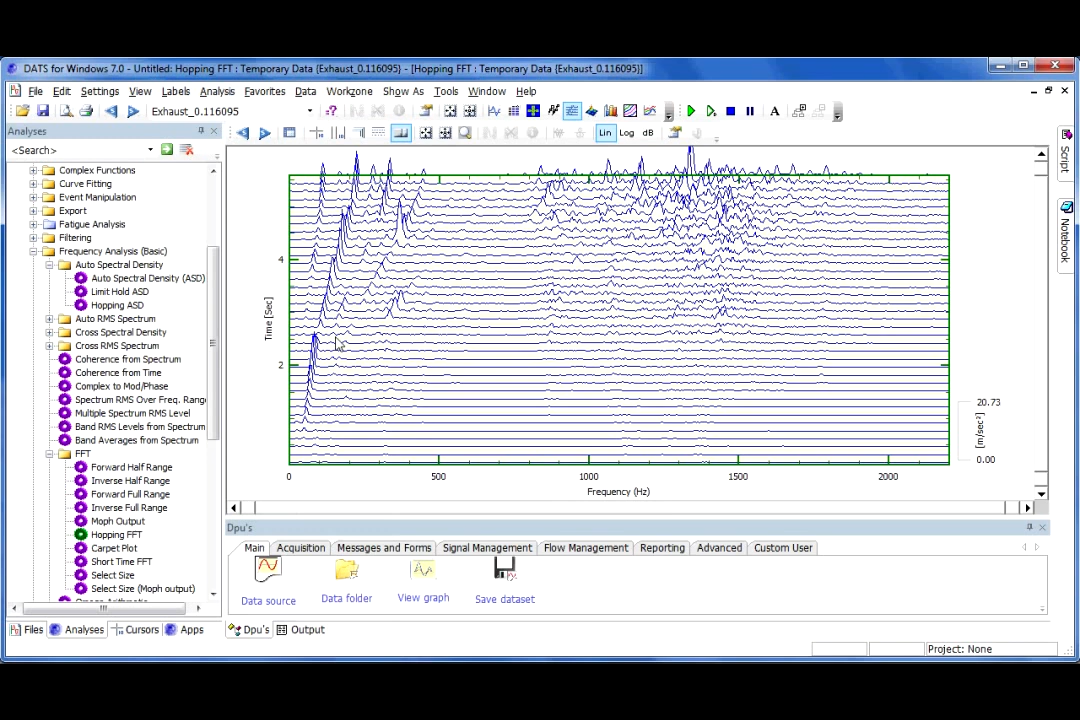 DATS for Windows 7.0 - Untitled: Hopping FFT : Temporary Data {Exhaust_0.116095} - [Hopping FFT : Temporary Data {Exhaust_0.116095}]
File Edit Settings View Labels Analysis Favorites Data Workzone Show As Tools Window Help
Exhaust_0.116095
Analyses
Lin Log dB
<Search>
Complex Functions
Curve Fitting
Event Manipulation
Export
Fatigue Analysis
Filtering
Frequency Analysis (Basic)
Auto Spectral Density
Auto Spectral Density (ASD)
Limit Hold ASD
Hopping ASD
Auto RMS Spectrum
Cross Spectral Density
Cross RMS Spectrum
Coherence from Spectrum
Coherence from Time
Complex to Mod/Phase
Spectrum RMS Over Freq. Range
Multiple Spectrum RMS Level
Band RMS Levels from Spectrum
Band Averages from Spectrum
FFT
Forward Half Range
Inverse Half Range
Forward Full Range
Inverse Full Range
Moph Output
Hopping FFT
Carpet Plot
Short Time FFT
Select Size
Select Size (Moph output)
Files Analyses Cursors Apps
Time [Sec]
4
2
0 500 1000 1500 2000
Frequency (Hz)
20.73
[m/sec²]
0.00
Script
Notebook
Dpu's
Main Acquisition Messages and Forms Signal Management Flow Management Reporting Advanced Custom User
Data source Data folder View graph Save dataset
Dpu's Output
Project: None